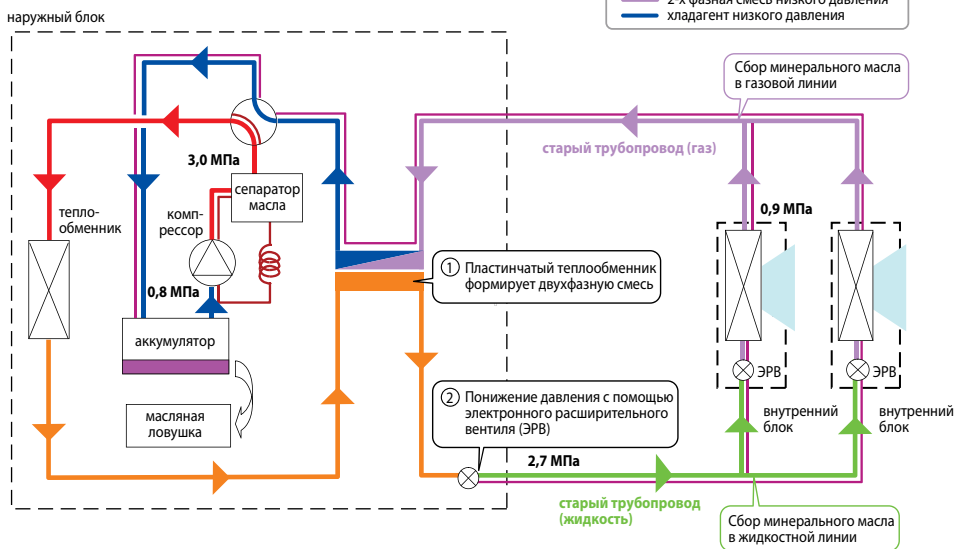 наружный блок
2-х фазная смесь низкого давления
хладагент низкого давления
Сбор минерального масла
в газовой линии
старый трубопровод (газ)
3,0 МПа
сепаратор
масла
тепло-
обменник
комп-
рессор
0,9 МПа
1 Пластинчатый теплообменник
формирует двухфазную смесь
0,8 МПа
аккумулятор
масляная
ловушка
ЭРВ
ЭРВ
2 Понижение давления с помощью
электронного расширительного
вентиля (ЭРВ)
внутренний
блок
внутренний
блок
2,7 МПа
старый трубопровод
(жидкость)
Сбор минерального масла
в жидкостной линии